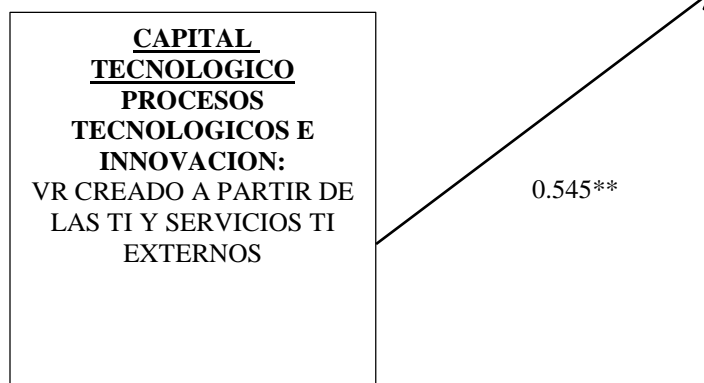 CAPITAL
TECNOLOGICO
PROCESOS
TECNOLOGICOS E
INNOVACION:
VR CREADO A PARTIR DE
LAS TI Y SERVICIOS TI
EXTERNOS
0.545**